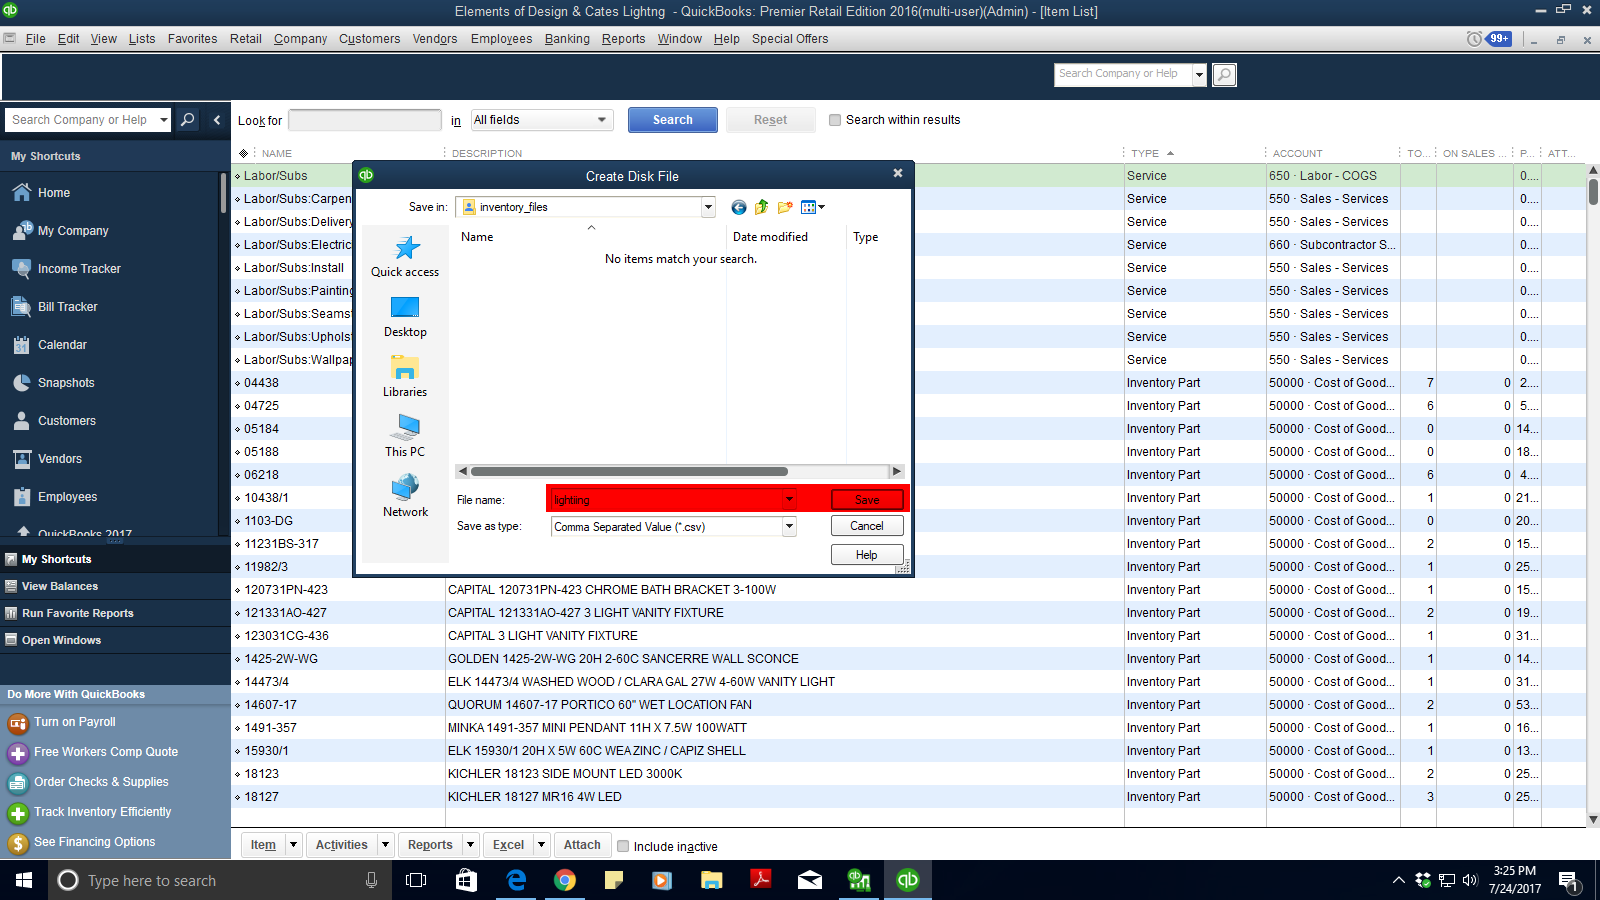 Elements of Design & Cates Lightng - QuickBooks: Premier Retail Edition 2016(multi-user)(Admin) - [Item List]
File Edit View Lists Favorites Retail Company Customers Vendors Employees Banking Reports Window Help Special Offers 99+
Search Company or Help
Search Company or Help
Look for in All fields Search Reset Search within results
My Shortcuts
Home
My Company
Income Tracker
Bill Tracker
Calendar
Snapshots
Customers
Vendors
Employees
QuickBooks 2017
My Shortcuts
View Balances
Run Favorite Reports
Open Windows
Do More With QuickBooks
Turn on Payroll
Free Workers Comp Quote
Order Checks & Supplies
Track Inventory Efficiently
See Financing Options
NAME DESCRIPTION TYPE ACCOUNT TO... ON SALES ... P... ATT...
Labor/Subs Service 650 · Labor - COGS 0....
Labor/Subs:Carpen Service 550 · Sales - Services 0....
Labor/Subs:Delivery Service 550 · Sales - Services 0....
Labor/Subs:Electric Service 660 · Subcontractor S... 0....
Labor/Subs:Install Service 550 · Sales - Services 0....
Labor/Subs:Painting Service 550 · Sales - Services 0....
Labor/Subs:Seamst Service 550 · Sales - Services 0....
Labor/Subs:Upholst Service 550 · Sales - Services 0....
Labor/Subs:Wallpap Service 550 · Sales - Services 0....
04438 Inventory Part 50000 · Cost of Good... 7 0 2....
04725 Inventory Part 50000 · Cost of Good... 6 0 5....
05184 Inventory Part 50000 · Cost of Good... 0 0 14...
05188 Inventory Part 50000 · Cost of Good... 0 0 18...
06218 Inventory Part 50000 · Cost of Good... 6 0 4....
10438/1 Inventory Part 50000 · Cost of Good... 1 0 21...
1103-DG Inventory Part 50000 · Cost of Good... 0 0 20...
11231BS-317 Inventory Part 50000 · Cost of Good... 2 0 15...
11982/3 Inventory Part 50000 · Cost of Good... 1 0 25...
120731PN-423 CAPITAL 120731PN-423 CHROME BATH BRACKET 3-100W Inventory Part 50000 · Cost of Good... 1 0 15...
121331AO-427 CAPITAL 121331AO-427 3 LIGHT VANITY FIXTURE Inventory Part 50000 · Cost of Good... 2 0 19...
123031CG-436 CAPITAL 3 LIGHT VANITY FIXTURE Inventory Part 50000 · Cost of Good... 1 0 31...
1425-2W-WG GOLDEN 1425-2W-WG 20H 2-60C SANCERRE WALL SCONCE Inventory Part 50000 · Cost of Good... 1 0 14...
14473/4 ELK 14473/4 WASHED WOOD / CLARA GAL 27W 4-60W VANITY LIGHT Inventory Part 50000 · Cost of Good... 1 0 31...
14607-17 QUORUM 14607-17 PORTICO 60" WET LOCATION FAN Inventory Part 50000 · Cost of Good... 2 0 53...
1491-357 MINKA 1491-357 MINI PENDANT 11H X 7.5W 100WATT Inventory Part 50000 · Cost of Good... 1 0 16...
15930/1 ELK 15930/1 20H X 5W 60C WEA ZINC / CAPIZ SHELL Inventory Part 50000 · Cost of Good... 1 0 13...
18123 KICHLER 18123 SIDE MOUNT LED 3000K Inventory Part 50000 · Cost of Good... 2 0 25...
18127 KICHLER 18127 MR16 4W LED Inventory Part 50000 · Cost of Good... 3 0 25...
Create Disk File
Save in: inventory_files
Name Date modified Type
No items match your search.
Quick access
Desktop
Libraries
This PC
Network
File name: lightiing Save
Save as type: Comma Separated Value (*.csv) Cancel
Help
Item Activities Reports Excel Attach Include inactive
Type here to search
3:25 PM
7/24/2017
1